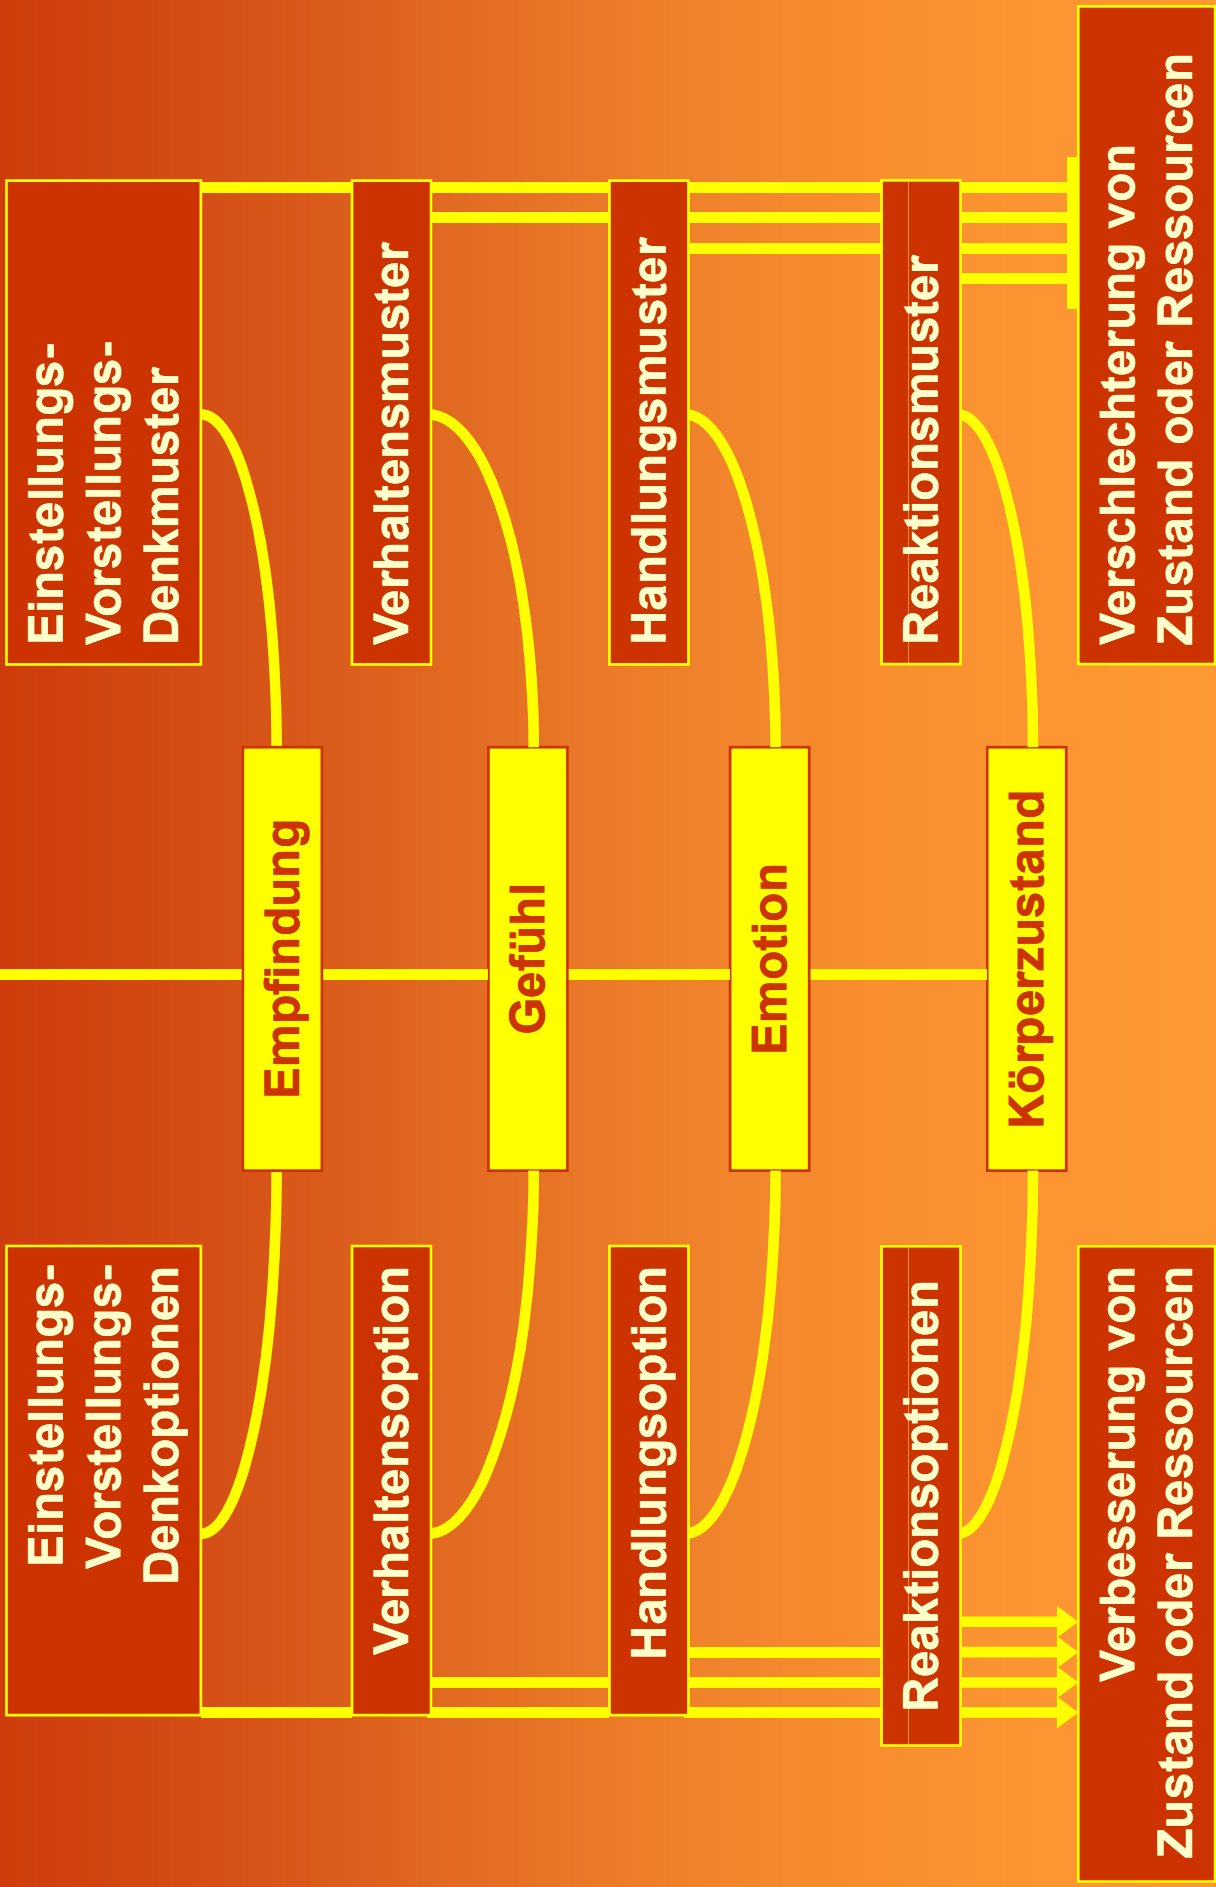 Einstellungs-
Vorstellungs-
Denkoptionen
Empfindung
Einstellungs-
Vorstellungs-
Denkmuster
Verhaltensoption
Gefühl
Verhaltensmuster
Handlungsoption
Emotion
Handlungsmuster
Reaktionsoptionen
Körperzustand
Reaktionsmuster
Verbesserung von
Zustand oder Ressourcen
Verschlechterung von
Zustand oder Ressourcen